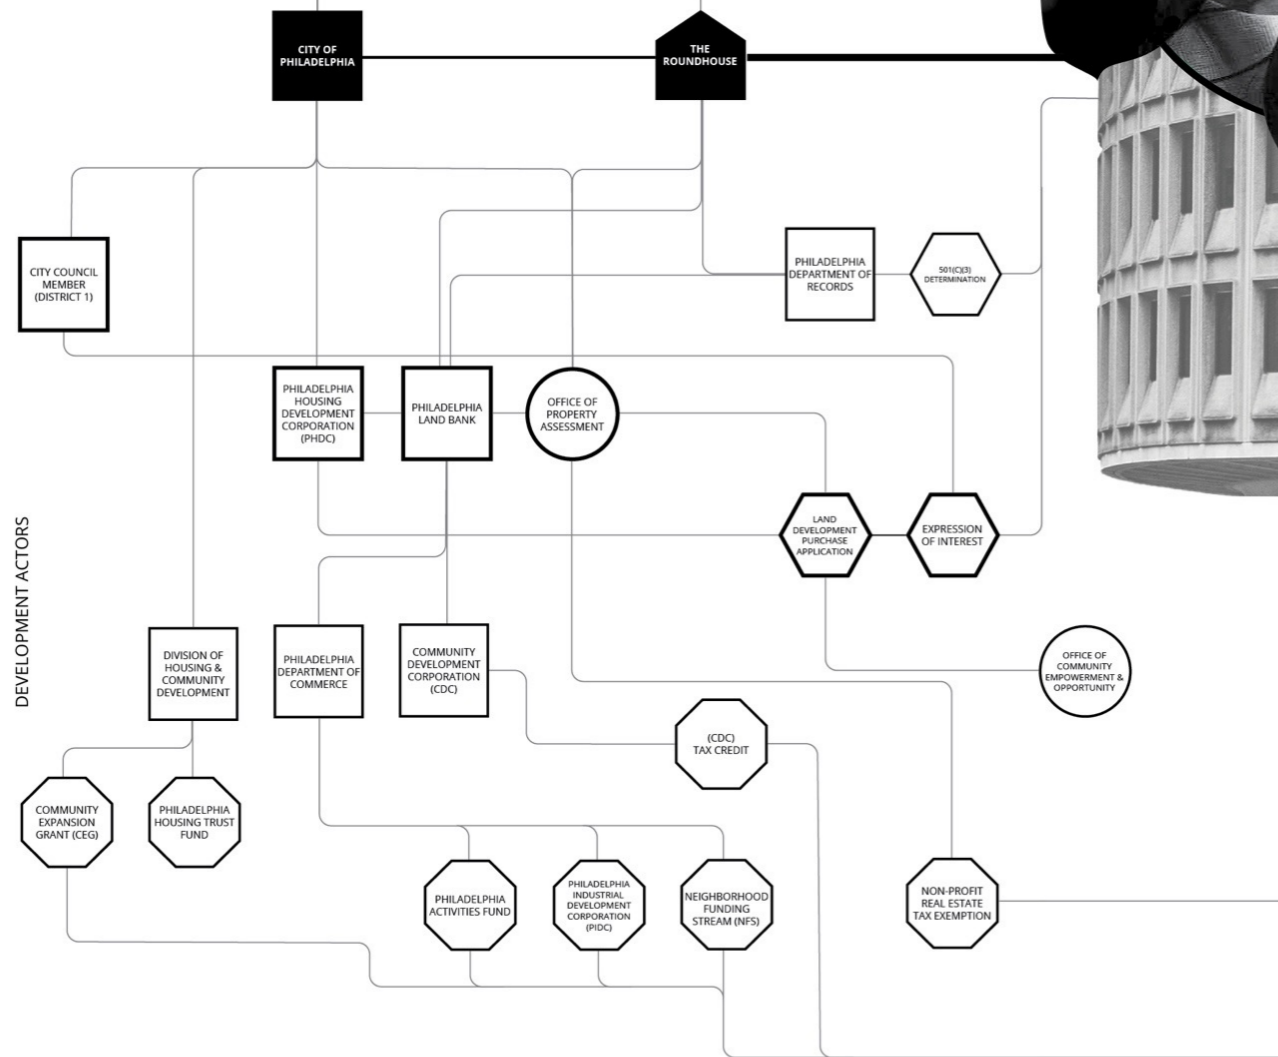 CITY OF
PHILADELPHIA
THE
ROUNDHOUSE
CITY COUNCIL
MEMBER
(DISTRICT 1)
PHILADELPHIA
DEPARTMENT OF
RECORDS
501(C)(3)
DETERMINATION
PHILADELPHIA
HOUSING
DEVELOPMENT
CORPORATION
(PHDC)
PHILADELPHIA
LAND BANK
OFFICE OF
PROPERTY
ASSESSMENT
LAND
DEVELOPMENT
PURCHASE
APPLICATION
EXPRESSION
OF INTEREST
DEVELOPMENT ACTORS
DIVISION OF
HOUSING &
COMMUNITY
DEVELOPMENT
PHILADELPHIA
DEPARTMENT OF
COMMERCE
COMMUNITY
DEVELOPMENT
CORPORATION
(CDC)
OFFICE OF
COMMUNITY
EMPOWERMENT &
OPPORTUNITY
(CDC)
TAX CREDIT
COMMUNITY
EXPANSION
GRANT (CEG)
PHILADELPHIA
HOUSING TRUST
FUND
PHILADELPHIA
ACTIVITIES FUND
PHILADELPHIA
INDUSTRIAL
DEVELOPMENT
CORPORATION
(PIDC)
NEIGHBORHOOD
FUNDING
STREAM (NFS)
NON-PROFIT
REAL ESTATE
TAX EXEMPTION